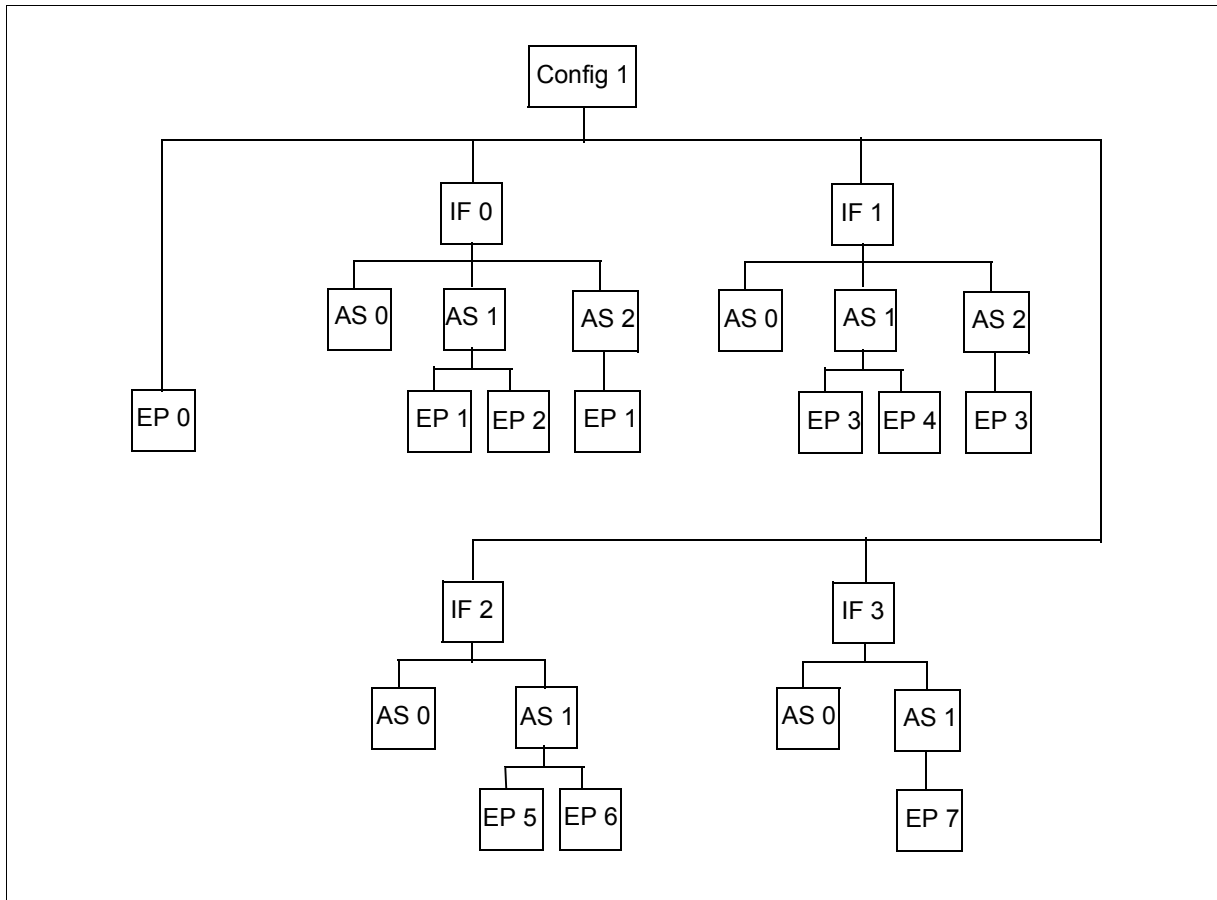 Config 1
IF 0
IF 1
AS 0
AS 1
AS 2
AS 0
AS 1
AS 2
EP 0
EP 1
EP 2
EP 1
EP 3
EP 4
EP 3
IF 2
IF 3
AS 0
AS 1
AS 0
AS 1
EP 5
EP 6
EP 7